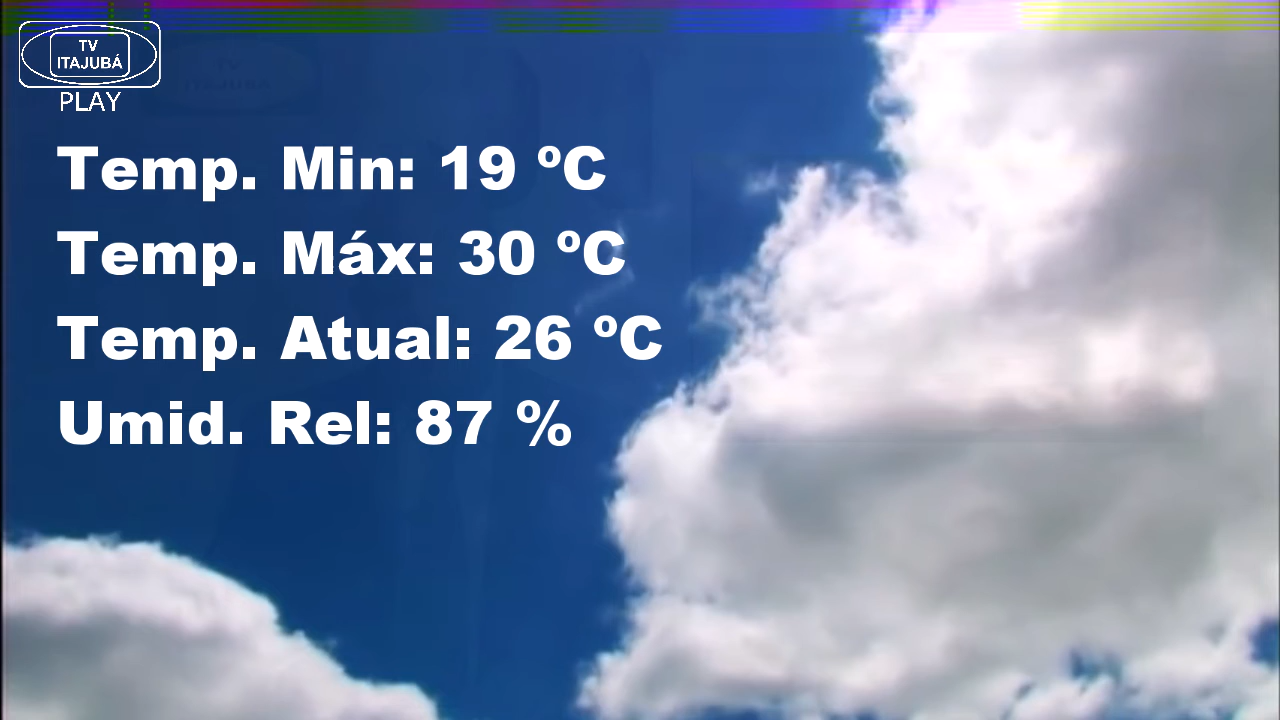 TV
ITAJUBÁ
PLAY
Temp. Min: 19 ºC
Temp. Máx: 30 ºC
Temp. Atual: 26 ºC
Umid. Rel: 87 %